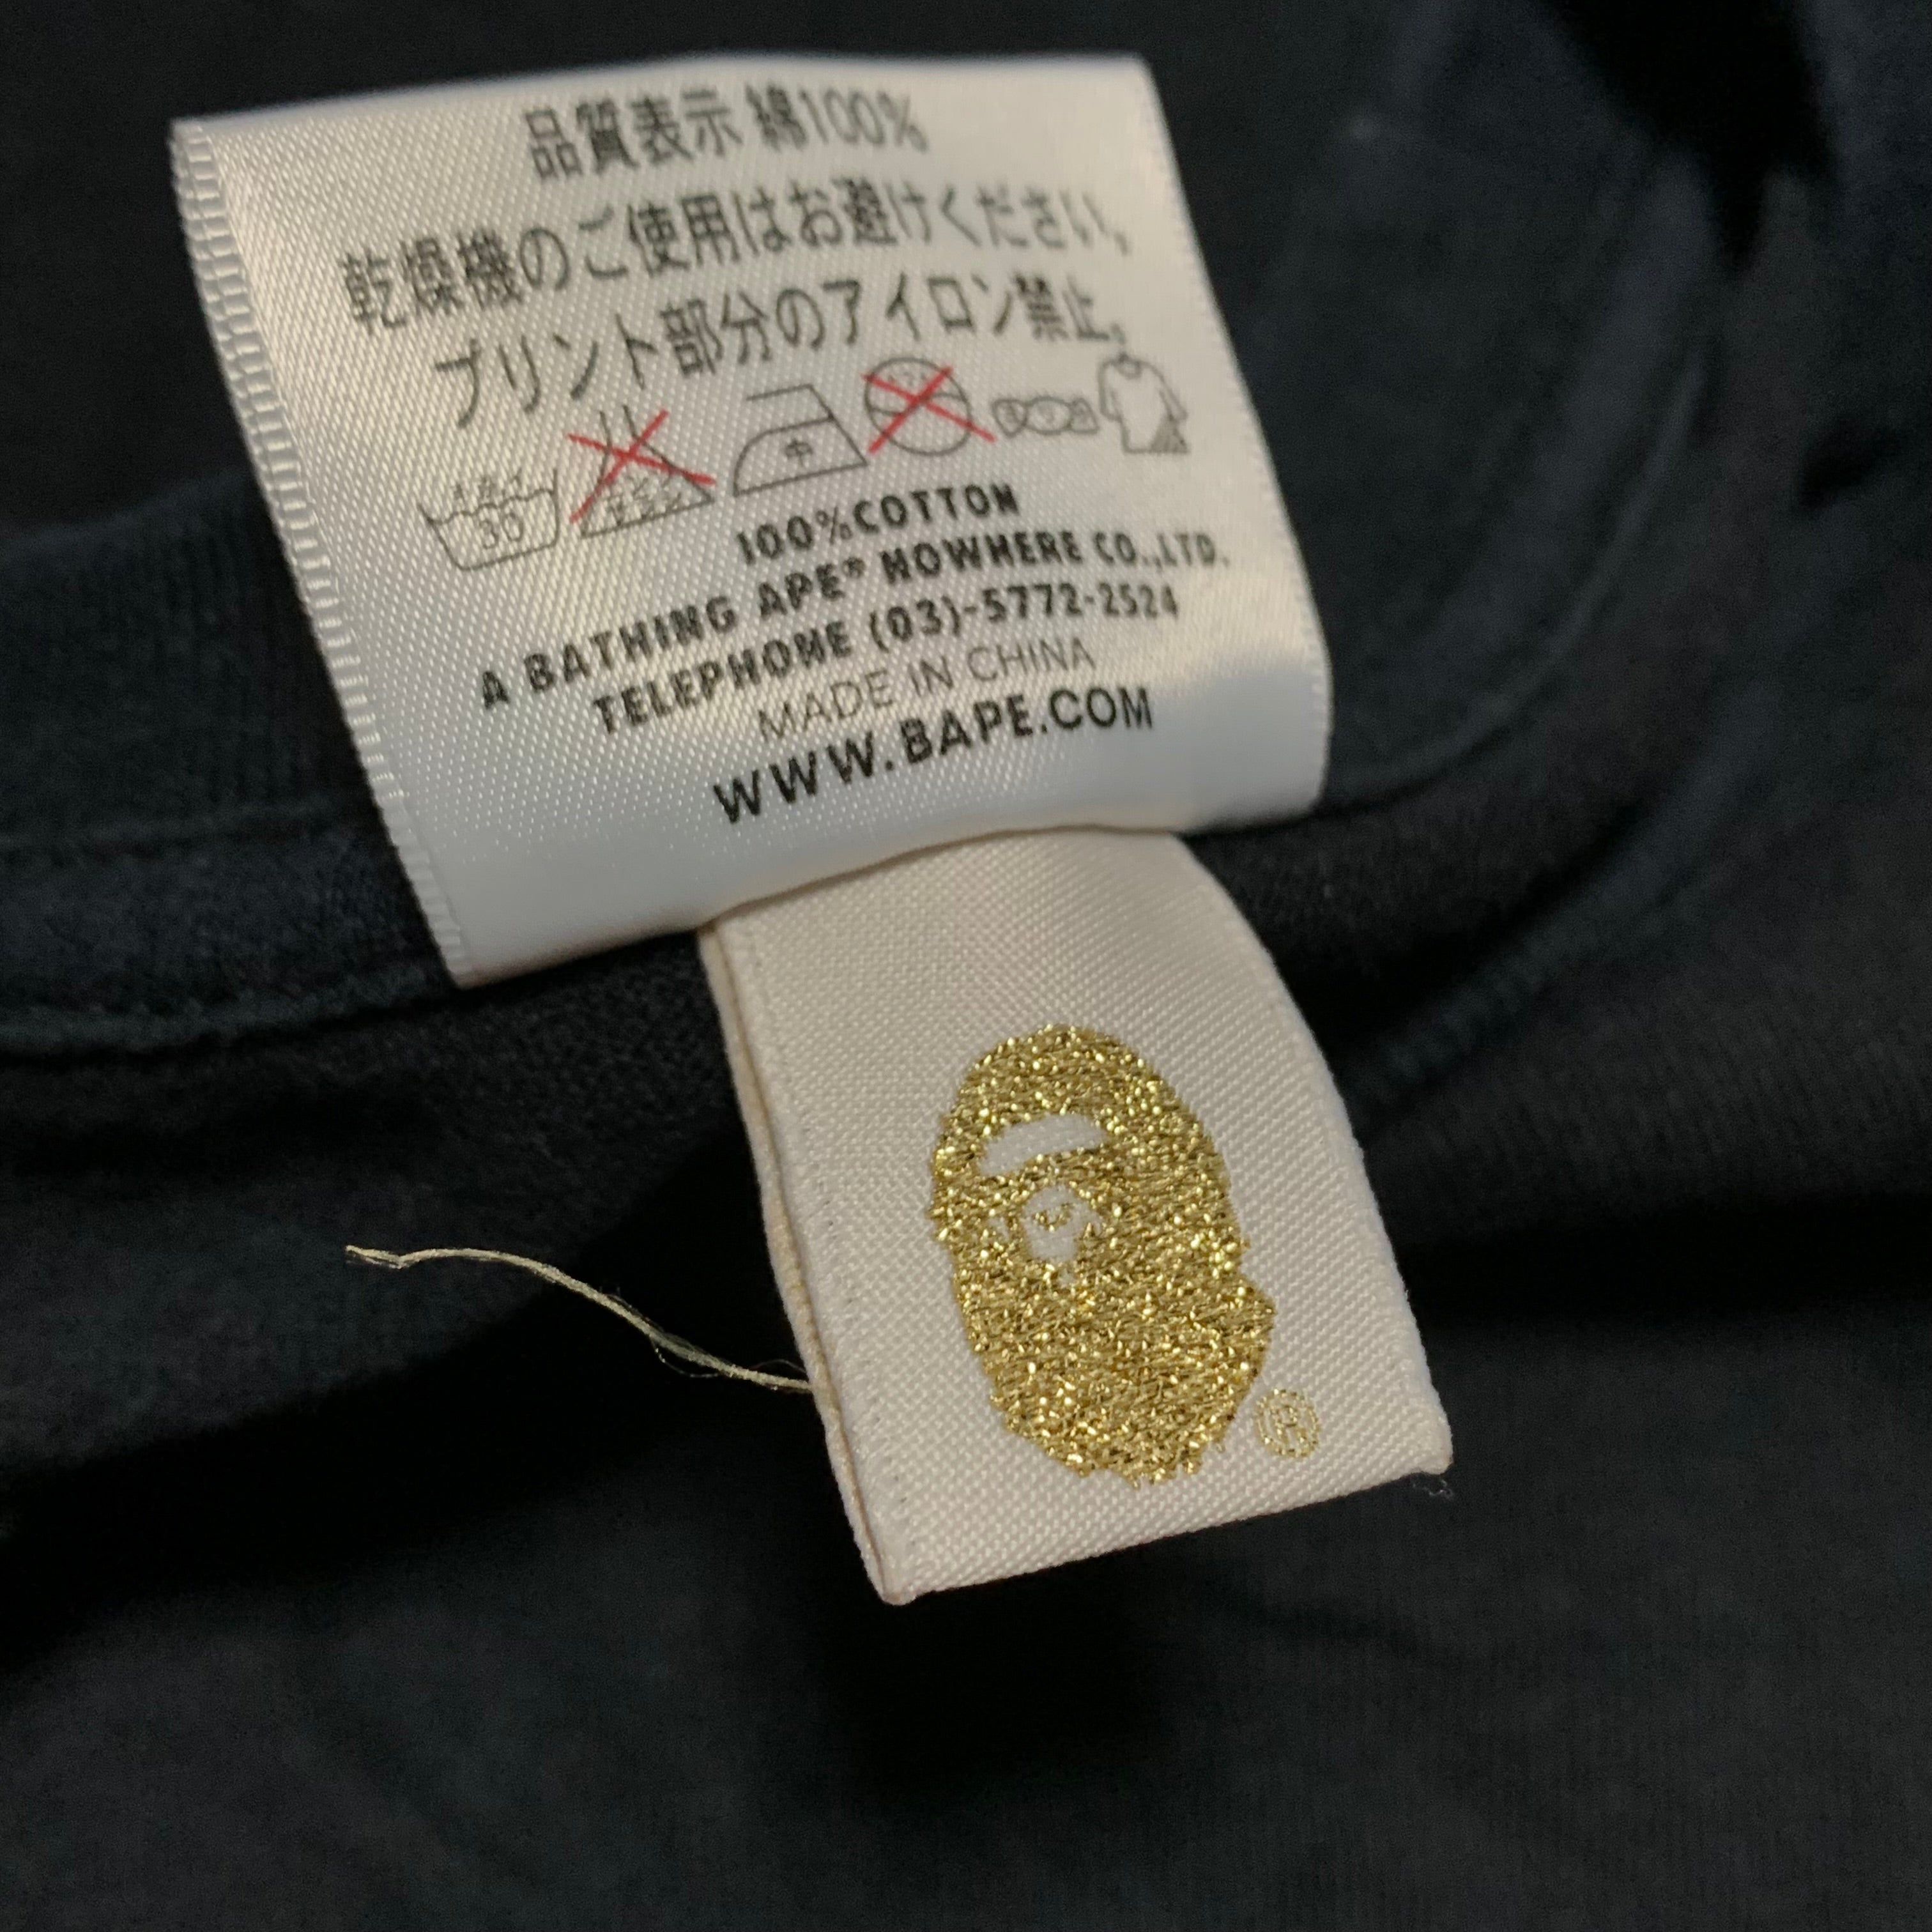 品質表示 綿100%
乾燥機のご使用はお避けください。
プリント部分のアイロン禁止。
30
中
100%COTTON
A BATHING APE® NOWHERE CO.,LTD.
TELEPHONE (03)-5772-2524
MADE IN CHINA
WWW.BAPE.COM
®